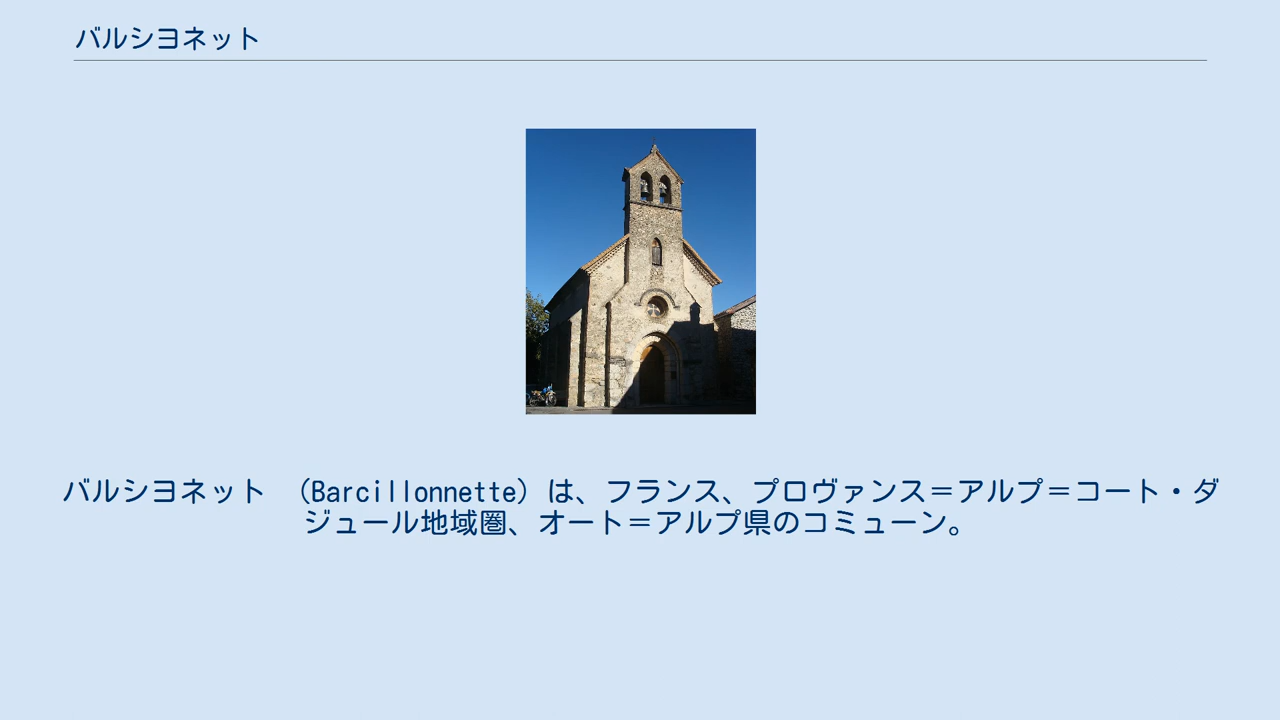 バルシヨネット
バルシヨネット （Barcillonnette）は、フランス、プロヴァンス＝アルプ＝コート・ダ
ジュール地域圏、オート＝アルプ県のコミューン。